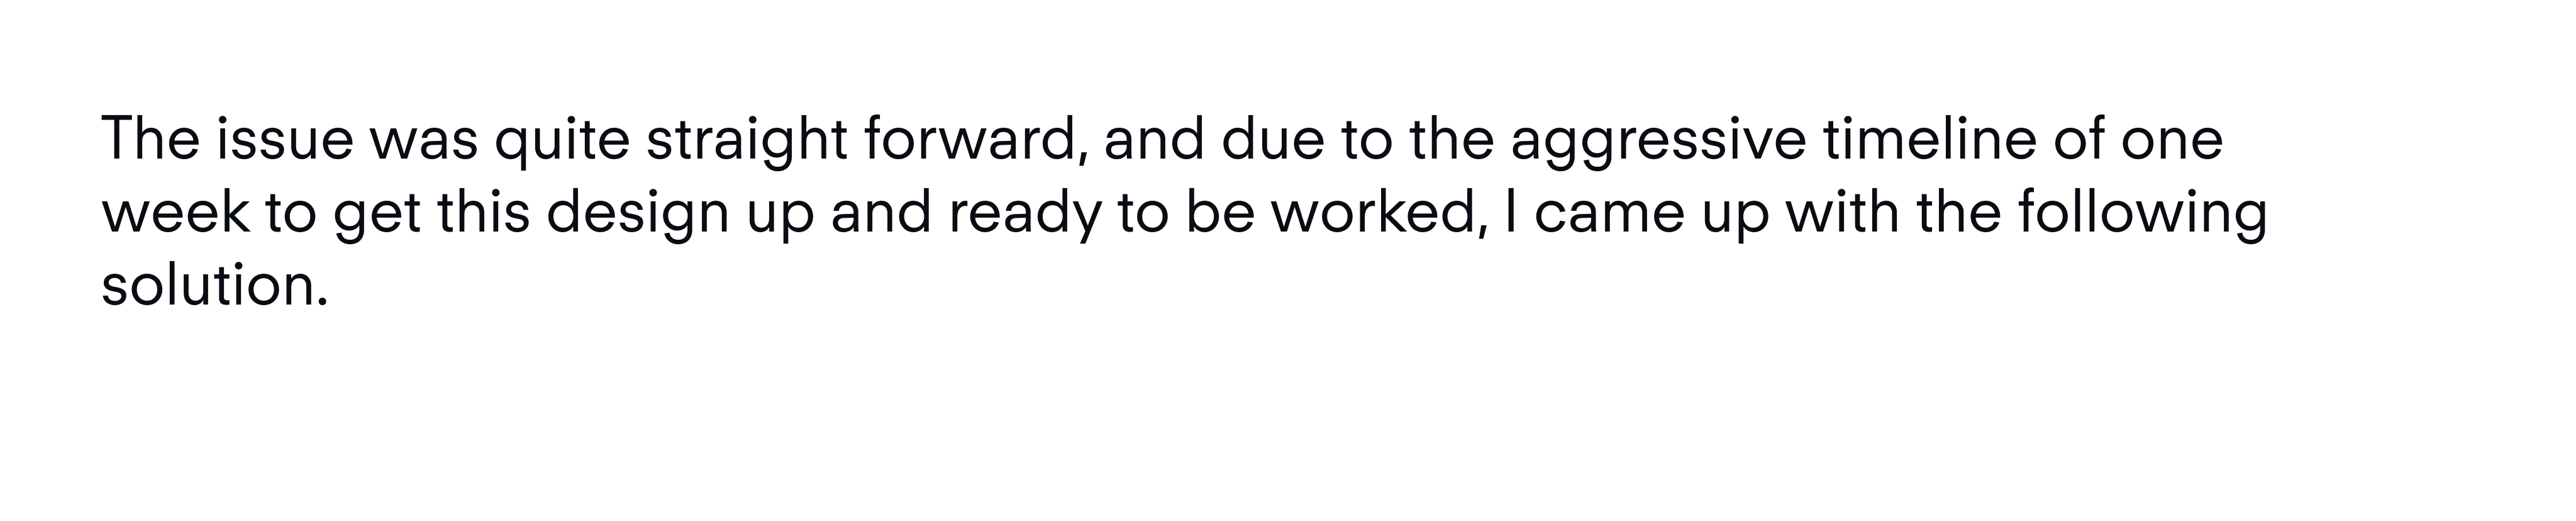 The issue was quite straight forward, and due to the aggressive timeline of one
week to get this design up and ready to be worked, I came up with the following
solution.